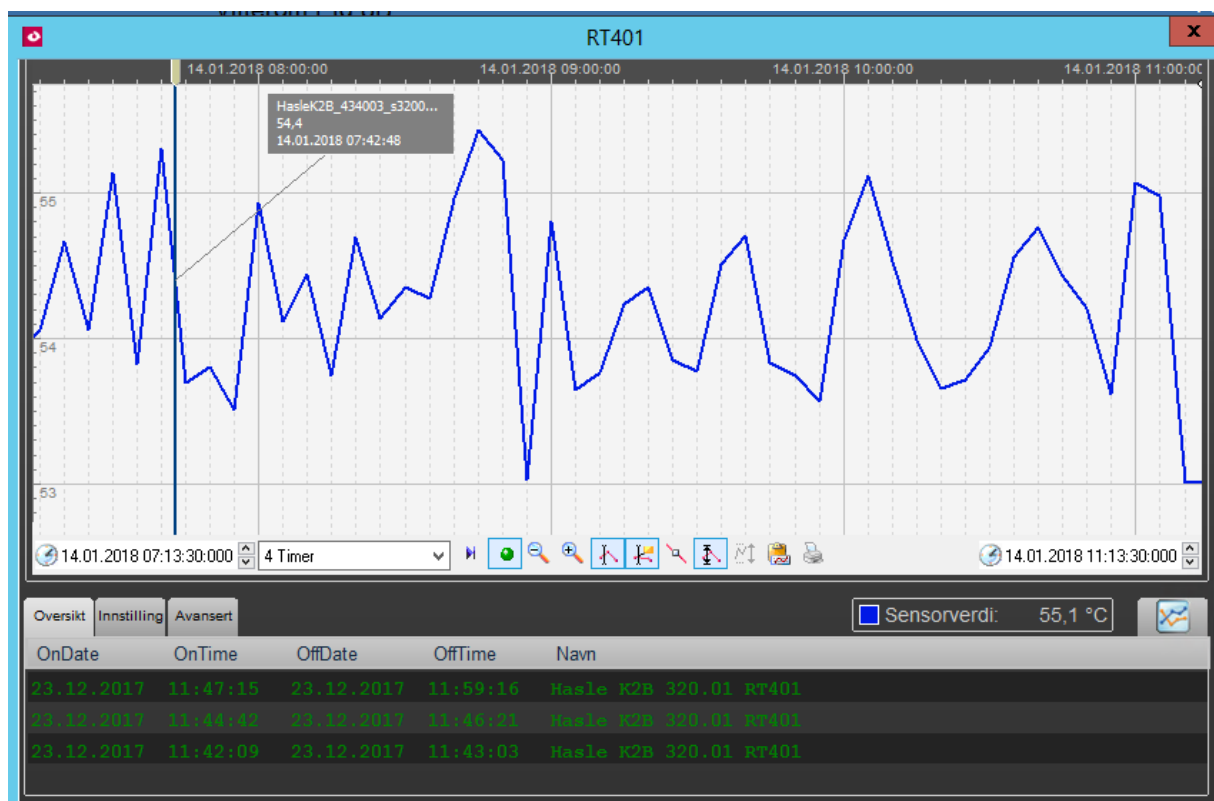 RT401
x
14.01.2018 08:00:00 14.01.2018 09:00:00 14.01.2018 10:00:00 14.01.2018 11:00:00
HasleK2B_434003_s3200...
54,4
14.01.2018 07:42:48
55
54
53
14.01.2018 07:13:30:000 4 Timer 14.01.2018 11:13:30:000
Oversikt Innstilling Avansert Sensorverdi: 55,1 °C
OnDate OnTime OffDate OffTime Navn
23.12.2017 11:47:15 23.12.2017 11:59:16 Hasle K2B 320.01 RT401
23.12.2017 11:44:42 23.12.2017 11:46:21 Hasle K2B 320.01 RT401
23.12.2017 11:42:09 23.12.2017 11:43:03 Hasle K2B 320.01 RT401